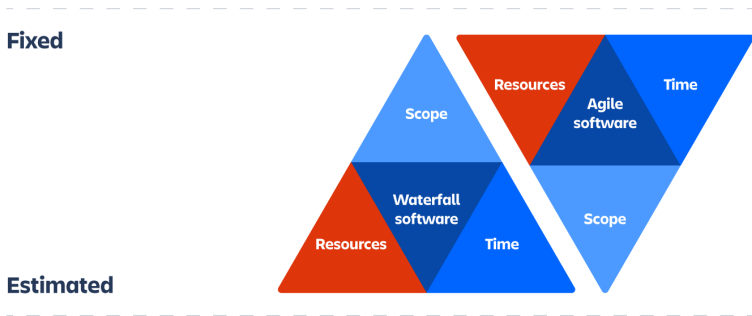 Fixed
Resources
Time
Agile
software
Scope
Waterfall
software
Resources
Time
Scope
Estimated